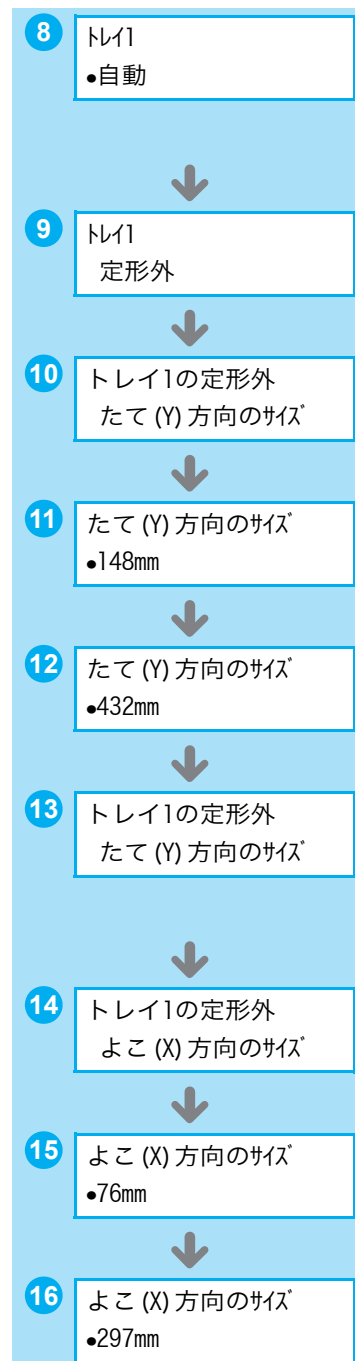 8
ﾄﾚｲ1
●自動
9
ﾄﾚｲ1
定形外
10
トレイ1の定形外
たて (Y) 方向のｻｲｽﾞ
11
たて (Y) 方向のｻｲｽﾞ
●148mm
12
たて (Y) 方向のｻｲｽﾞ
●432mm
13
トレイ1の定形外
たて (Y) 方向のｻｲｽﾞ
14
トレイ1の定形外
よこ (X) 方向のｻｲｽﾞ
15
よこ (X) 方向のｻｲｽﾞ
●76mm
16
よこ (X) 方向のｻｲｽﾞ
●297mm